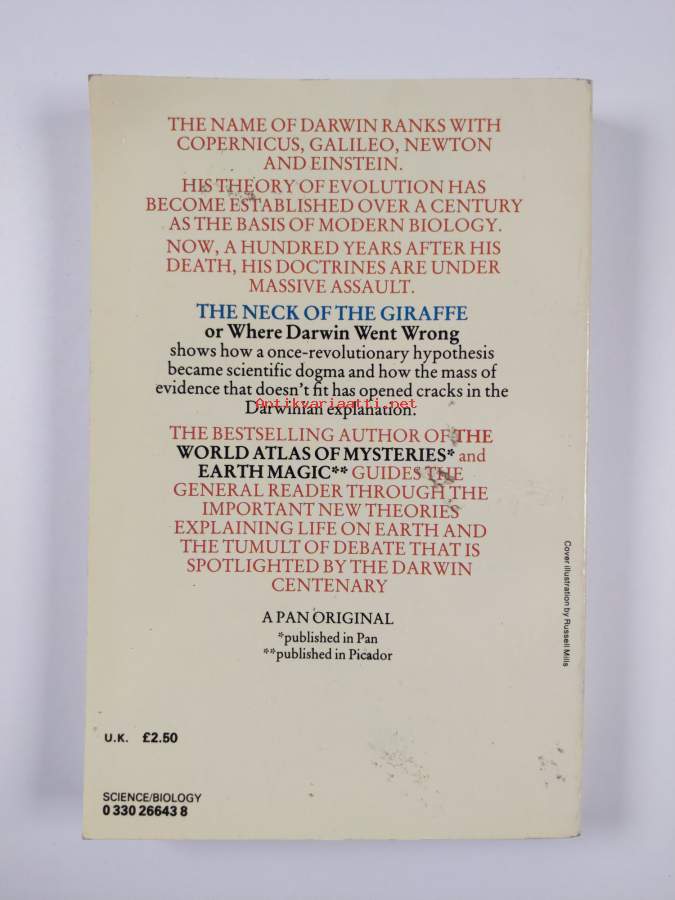 THE NAME OF DARWIN RANKS WITH
COPERNICUS, GALILEO, NEWTON
AND EINSTEIN.
HIS THEORY OF EVOLUTION HAS
BECOME ESTABLISHED OVER A CENTURY
AS THE BASIS OF MODERN BIOLOGY.
NOW, A HUNDRED YEARS AFTER HIS
DEATH, HIS DOCTRINES ARE UNDER
MASSIVE ASSAULT.
THE NECK OF THE GIRAFFE
or Where Darwin Went Wrong
shows how a once-revolutionary hypothesis
became scientific dogma and how the mass of
evidence that doesn't fit has opened cracks in the
Antikvariaatti.net
Darwinian explanation.
THE BESTSELLING AUTHOR OF THE
WORLD ATLAS OF MYSTERIES* and
EARTH MAGIC** GUIDES THE
GENERAL READER THROUGH THE
IMPORTANT NEW THEORIES
EXPLAINING LIFE ON EARTH AND
THE TUMULT OF DEBATE THAT IS
SPOTLIGHTED BY THE DARWIN
CENTENARY
A PAN ORIGINAL
*published in Pan
**published in Picador
Cover illustration by Russell Mills
U.K. £2.50
SCIENCE/BIOLOGY
0 330 26643 8